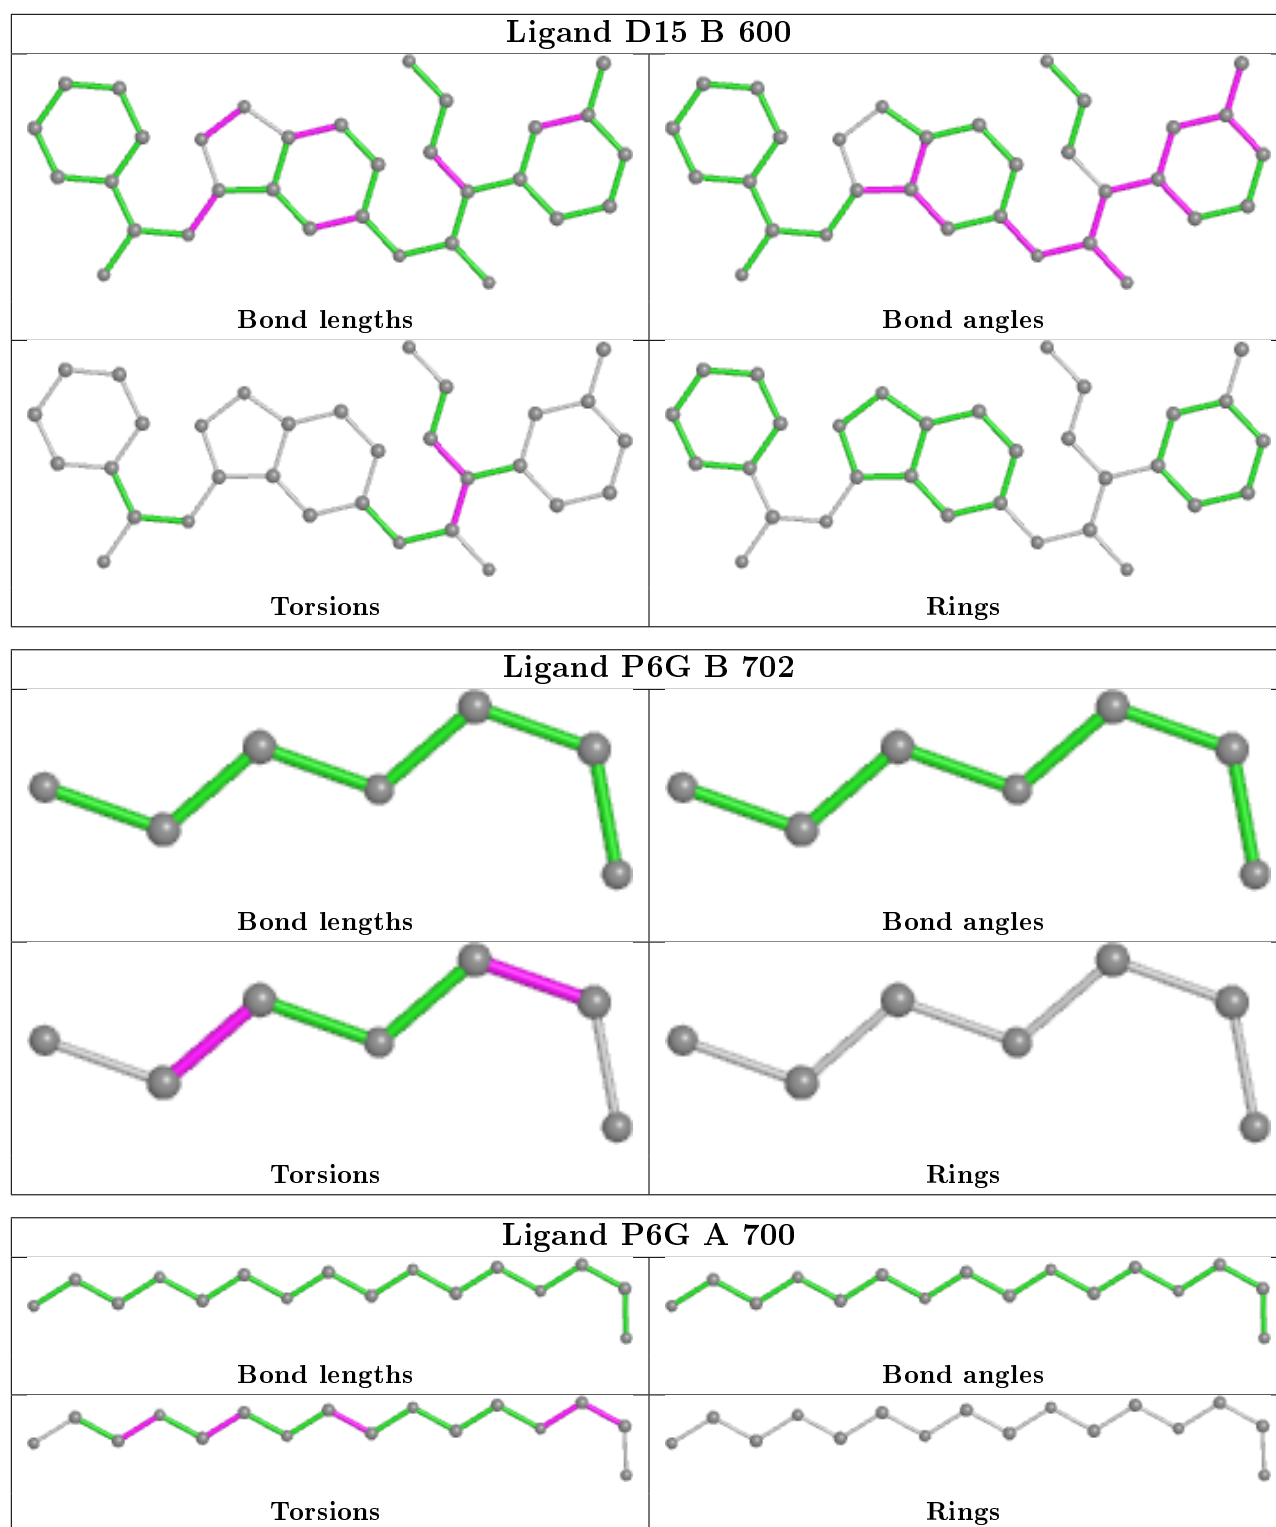 Ligand D15 B 600
Bond lengths
Bond angles
Torsions
Rings
Ligand P6G B 702
Bond lengths
Bond angles
Torsions
Rings
Ligand P6G A 700
Bond lengths
Bond angles
Torsions
Rings